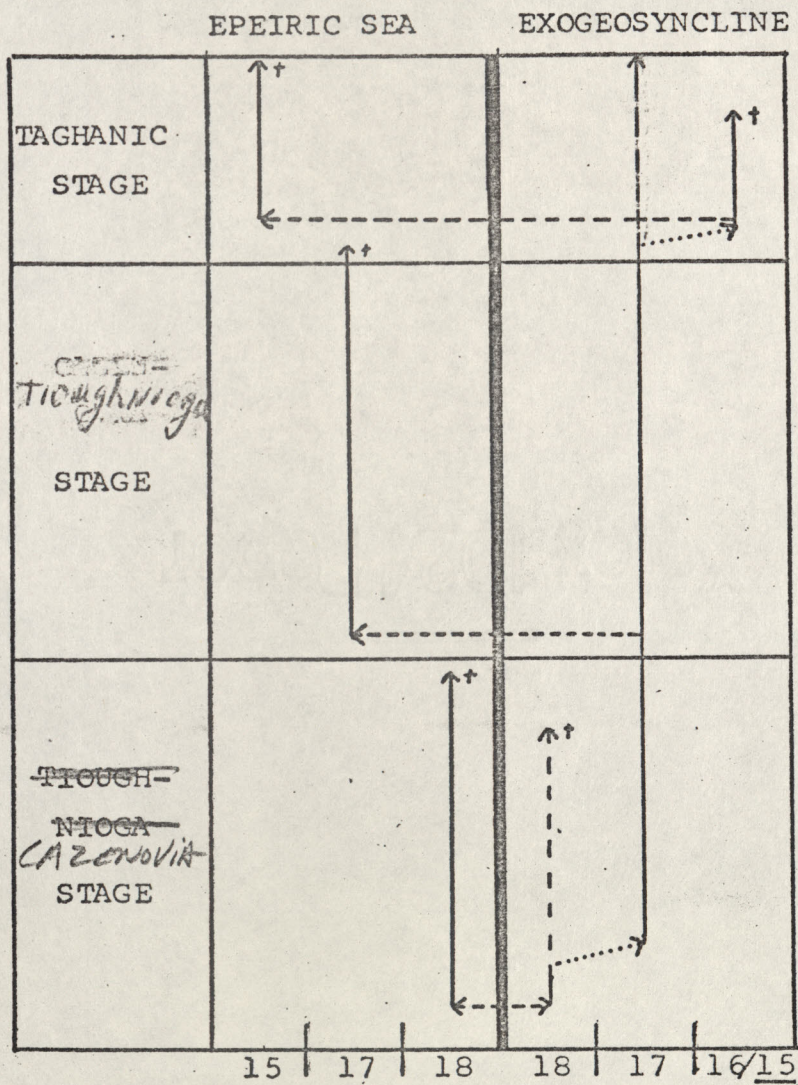 EPEIRIC SEA EXOGEOSYNCLINE
TAGHANIC
STAGE
Tioughnioga
STAGE
TIOUGH-
NIOGA
CAZENOVIA
STAGE
15 17 18 18 17 16/15